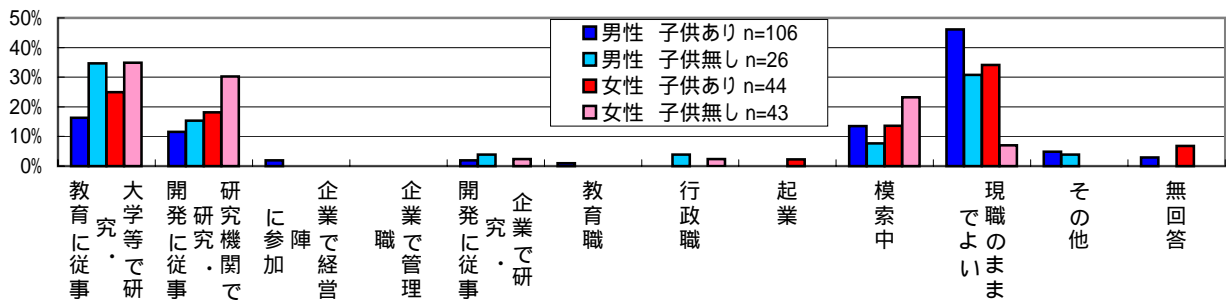 50%
40%
30%
20%
10%
0%
男性 子供あり n=106
男性 子供無し n=26
女性 子供あり n=44
女性 子供無し n=43
大学等で研
究・
教育に従事
研究機関で
研究・
開発に従事
企業で経営
陣
に参加
企業で管理
職
企業で研
究・
開発に従事
教育職
行政職
起業
模索中
現職のまま
でよい
その他
無回答